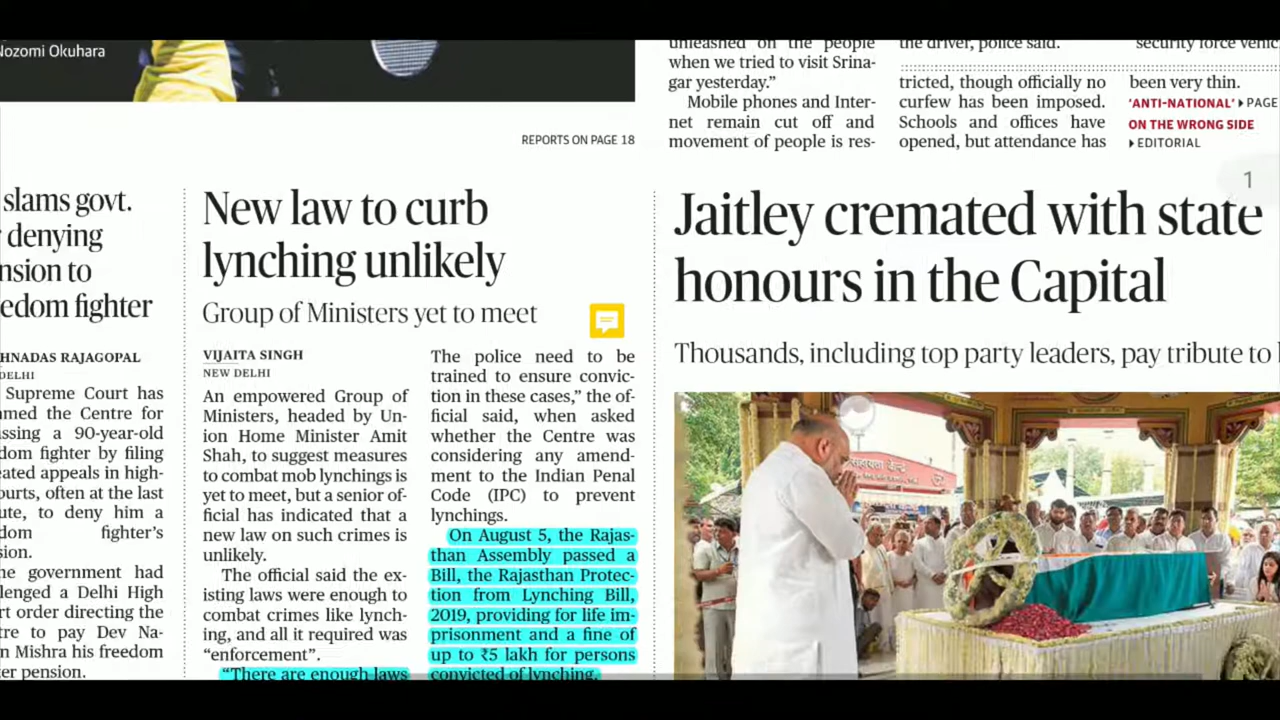 Nozomi Okuhara
REPORTS ON PAGE 18
unleashed on the people
when we tried to visit Srina-
gar yesterday.”
Mobile phones and Inter-
net remain cut off and
movement of people is res-
the driver, police said.
tricted, though officially no
curfew has been imposed.
Schools and offices have
opened, but attendance has
security force vehic
been very thin.
‘ANTI-NATIONAL’ PAGE
ON THE WRONG SIDE
EDITORIAL
1
slams govt.
denying
nsion to
edom fighter
HNADAS RAJAGOPAL
DELHI
Supreme Court has
med the Centre for
ssing a 90-year-old
dom fighter by filing
ated appeals in high-
ourts, often at the last
ute, to deny him a
dom fighter’s
sion.
he government had
lenged a Delhi High
rt order directing the
tre to pay Dev Na-
n Mishra his freedom
er pension.
New law to curb
lynching unlikely
Group of Ministers yet to meet
VIJAITA SINGH
NEW DELHI
An empowered Group of
Ministers, headed by Un-
ion Home Minister Amit
Shah, to suggest measures
to combat mob lynchings is
yet to meet, but a senior of-
ficial has indicated that a
new law on such crimes is
unlikely.
The official said the ex-
isting laws were enough to
combat crimes like lynch-
ing, and all it required was
“enforcement”.
“There are enough laws
The police need to be
trained to ensure convic-
tion in these cases,” the of-
ficial said, when asked
whether the Centre was
considering any amend-
ment to the Indian Penal
Code (IPC) to prevent
lynchings.
On August 5, the Rajas-
than Assembly passed a
Bill, the Rajasthan Protec-
tion from Lynching Bill,
2019, providing for life im-
prisonment and a fine of
up to ₹5 lakh for persons
convicted of lynching.
Jaitley cremated with state
honours in the Capital
Thousands, including top party leaders, pay tribute to
सहायता केन्द्र